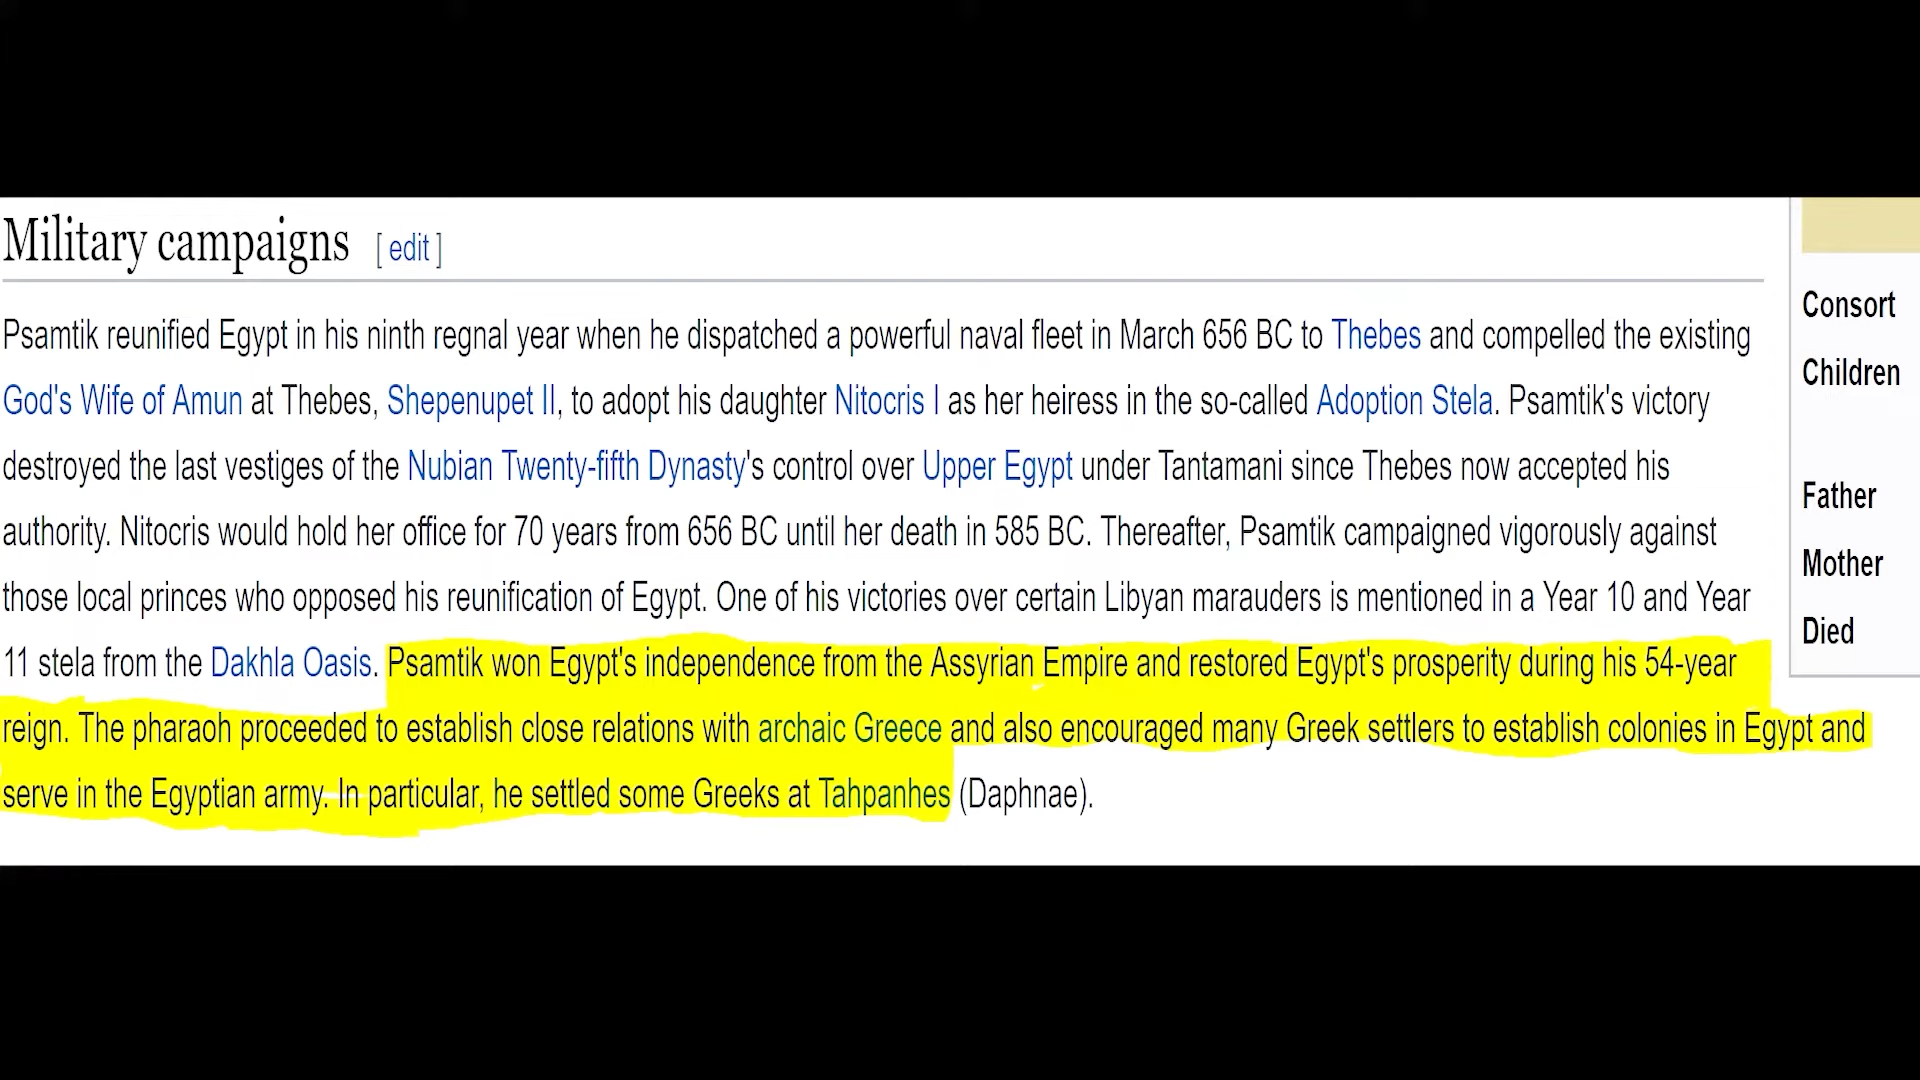 Military campaigns [ edit ]
Psamtik reunified Egypt in his ninth regnal year when he dispatched a powerful naval fleet in March 656 BC to Thebes and compelled the existing
God's Wife of Amun at Thebes, Shepenupet II, to adopt his daughter Nitocris I as her heiress in the so-called Adoption Stela. Psamtik's victory
destroyed the last vestiges of the Nubian Twenty-fifth Dynasty's control over Upper Egypt under Tantamani since Thebes now accepted his
authority. Nitocris would hold her office for 70 years from 656 BC until her death in 585 BC. Thereafter, Psamtik campaigned vigorously against
those local princes who opposed his reunification of Egypt. One of his victories over certain Libyan marauders is mentioned in a Year 10 and Year
11 stela from the Dakhla Oasis. Psamtik won Egypt's independence from the Assyrian Empire and restored Egypt's prosperity during his 54-year
reign. The pharaoh proceeded to establish close relations with archaic Greece and also encouraged many Greek settlers to establish colonies in Egypt and
serve in the Egyptian army. In particular, he settled some Greeks at Tahpanhes (Daphnae).
Consort
Children
Father
Mother
Died